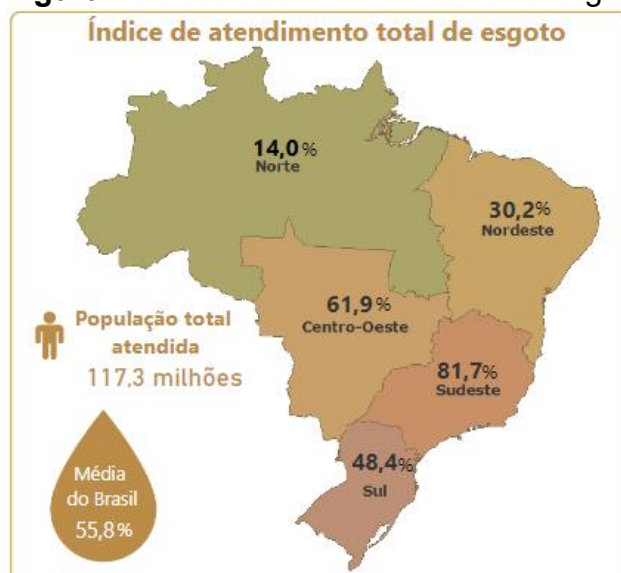 Índice de atendimento total de esgoto
14,0%
Norte
30,2%
Nordeste
61,9%
Centro-Oeste
População total
atendida
117,3 milhões
81,7%
Sudeste
48,4%
Sul
Média
do Brasil
55,8%